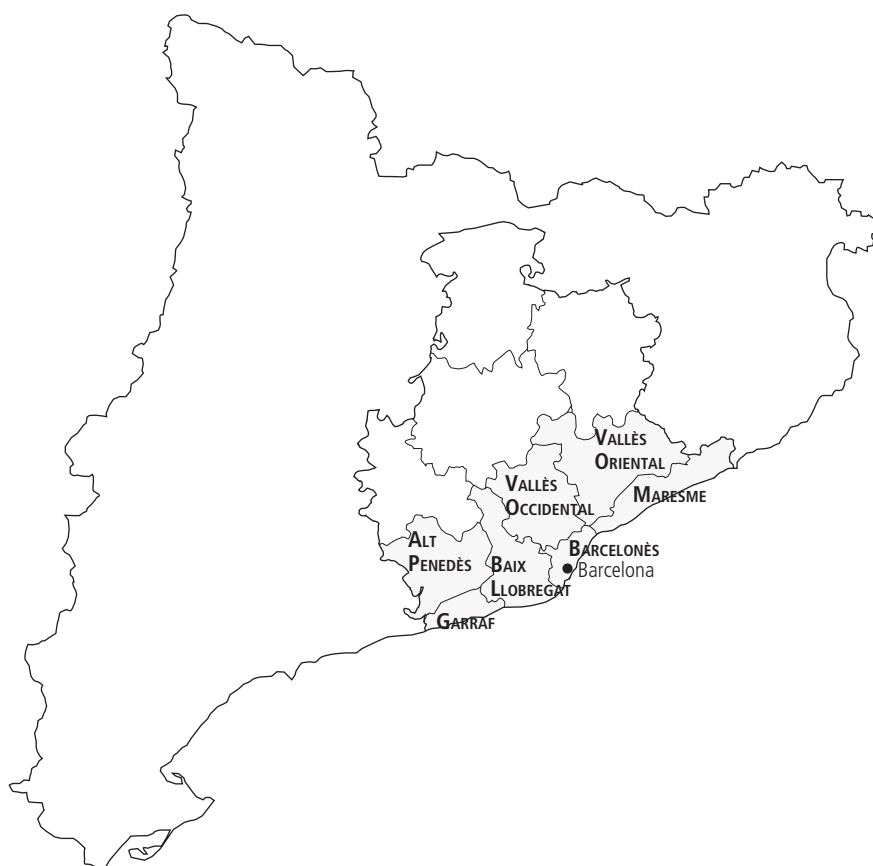 Vallès
Oriental
Maresme
Vallès
Occidental
Alt
Penedès
Baix
Llobregat
Barcelonès
Barcelona
Garraf